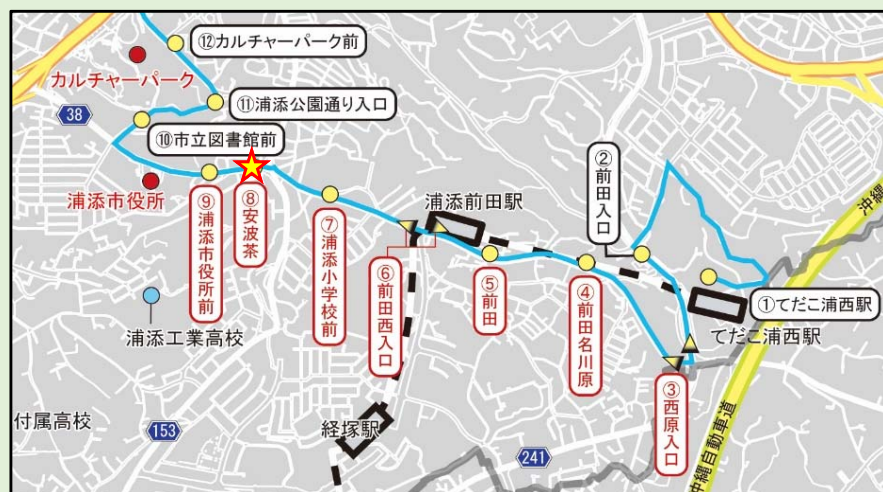 ⑫カルチャーパーク前
カルチャーパーク
38
⑪浦添公園通り入口
⑩市立図書館前
浦添市役所
⑨浦添市役所前
⑧安波茶
⑦浦添小学校前
浦添前田駅
⑥前田西入口
⑤前田
④前田名川原
②前田入口
①てだこ浦西駅
てだこ浦西駅
③西原入口
浦添工業高校
付属高校
153
経塚駅
241
沖縄
沖縄自動車道